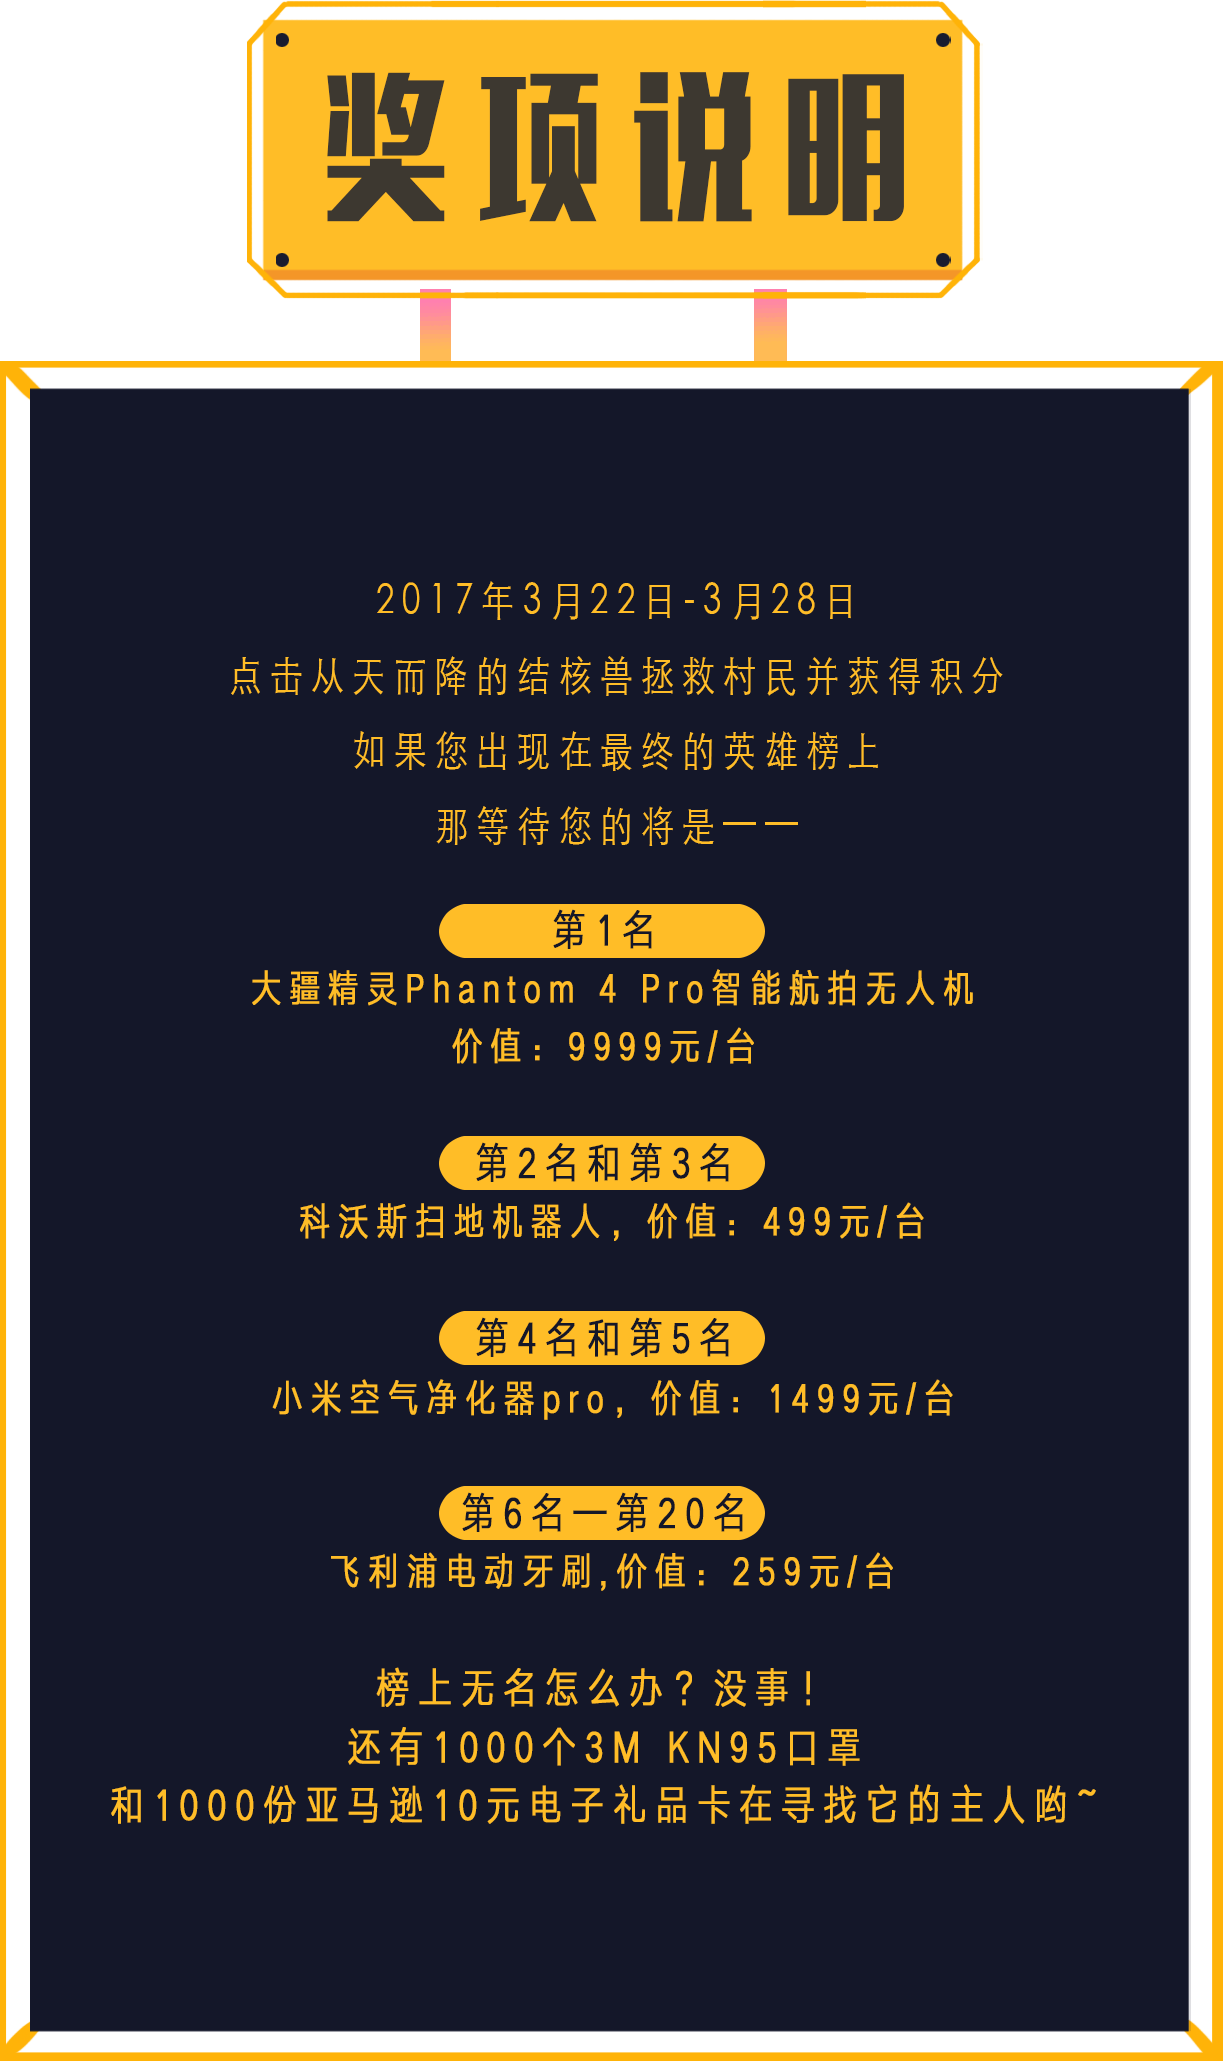 奖项说明
2017年3月22日-3月28日
点击从天而降的结核兽拯救村民并获得积分
如果您出现在最终的英雄榜上
那等待您的将是——
第1名
大疆精灵Phantom 4 Pro智能航拍无人机
价值：9999元/台
第2名和第3名
科沃斯扫地机器人，价值：499元/台
第4名和第5名
小米空气净化器pro，价值：1499元/台
第6名一第20名
飞利浦电动牙刷,价值：259元/台
榜上无名怎么办？没事！
还有1000个3M KN95口罩
和1000份亚马逊10元电子礼品卡在寻找它的主人哟~